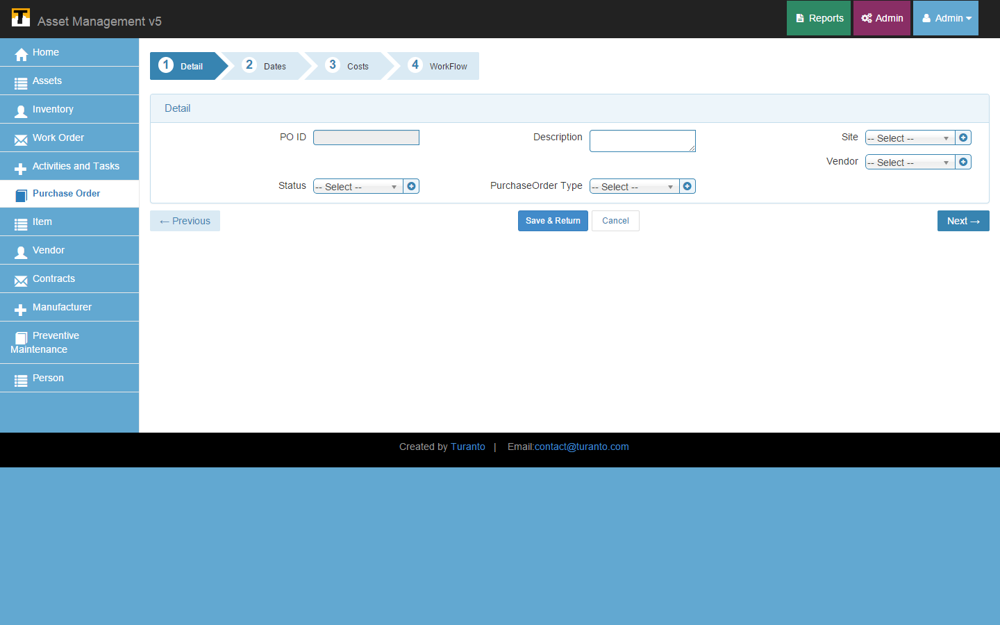 T Asset Management v5
Reports
Admin
Admin
Home
Assets
Inventory
Work Order
Activities and Tasks
Purchase Order
Item
Vendor
Contracts
Manufacturer
Preventive
Maintenance
Person
1 Detail
2 Dates
3 Costs
4 WorkFlow
Detail
PO ID
Description
Site -- Select --
Vendor -- Select --
Status -- Select --
PurchaseOrder Type -- Select --
← Previous
Save & Return
Cancel
Next →
Created by Turanto | Email:contact@turanto.com